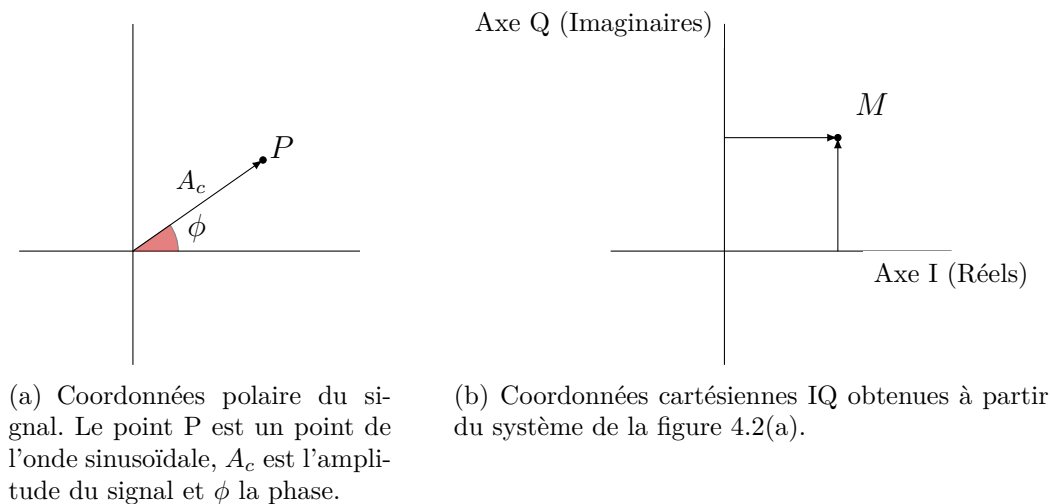 Axe Q (Imaginaires)
M
P
A_c
ϕ
Axe I (Réels)
(a) Coordonnées polaire du si-
gnal. Le point P est un point de
l'onde sinusoïdale, A_c est l'ampli-
tude du signal et ϕ la phase.
(b) Coordonnées cartésiennes IQ obtenues à partir
du système de la figure 4.2(a).